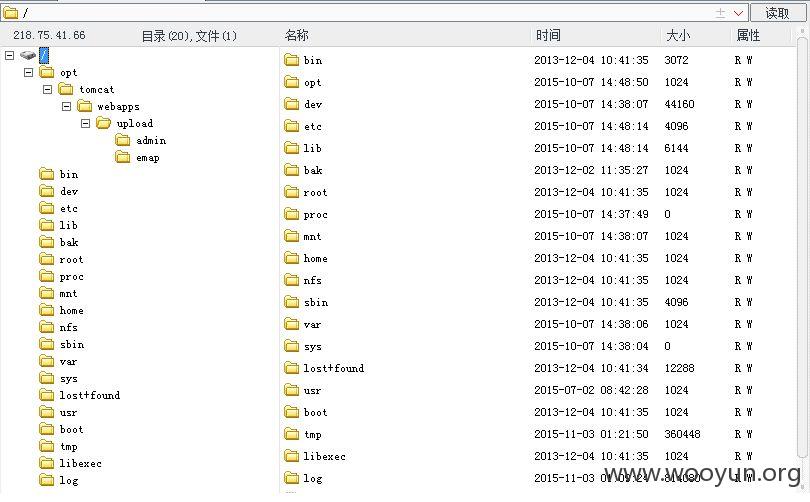 / 读取
218.75.41.66 目录(20),文件(1) 名称 时间 大小 属性
/ bin 2013-12-04 10:41:35 3072 R W
opt opt 2015-10-07 14:48:50 1024 R W
tomcat dev 2015-10-07 14:38:07 44160 R W
webapps etc 2015-10-07 14:48:14 4096 R W
upload lib 2015-10-07 14:48:14 6144 R W
admin bak 2013-12-02 11:35:27 1024 R W
emap root 2013-12-04 10:41:35 1024 R W
bin proc 2015-10-07 14:37:49 0 R W
dev mnt 2015-10-07 14:38:07 1024 R W
etc home 2013-12-04 10:41:35 1024 R W
lib nfs 2013-12-04 10:41:35 1024 R W
bak sbin 2013-12-04 10:41:35 4096 R W
root var 2015-10-07 14:38:06 1024 R W
proc sys 2015-10-07 14:38:04 0 R W
mnt lost+found 2013-12-04 10:41:34 12288 R W
home usr 2015-07-02 08:42:28 1024 R W
nfs boot 2013-12-04 10:41:35 1024 R W
sbin tmp 2015-11-03 01:21:50 360448 R W
var libexec 2013-12-04 10:41:35 1024 R W
sys log 2015-11-03 R W
lost+found
usr
boot
tmp
libexec
log
www.wooyun.org